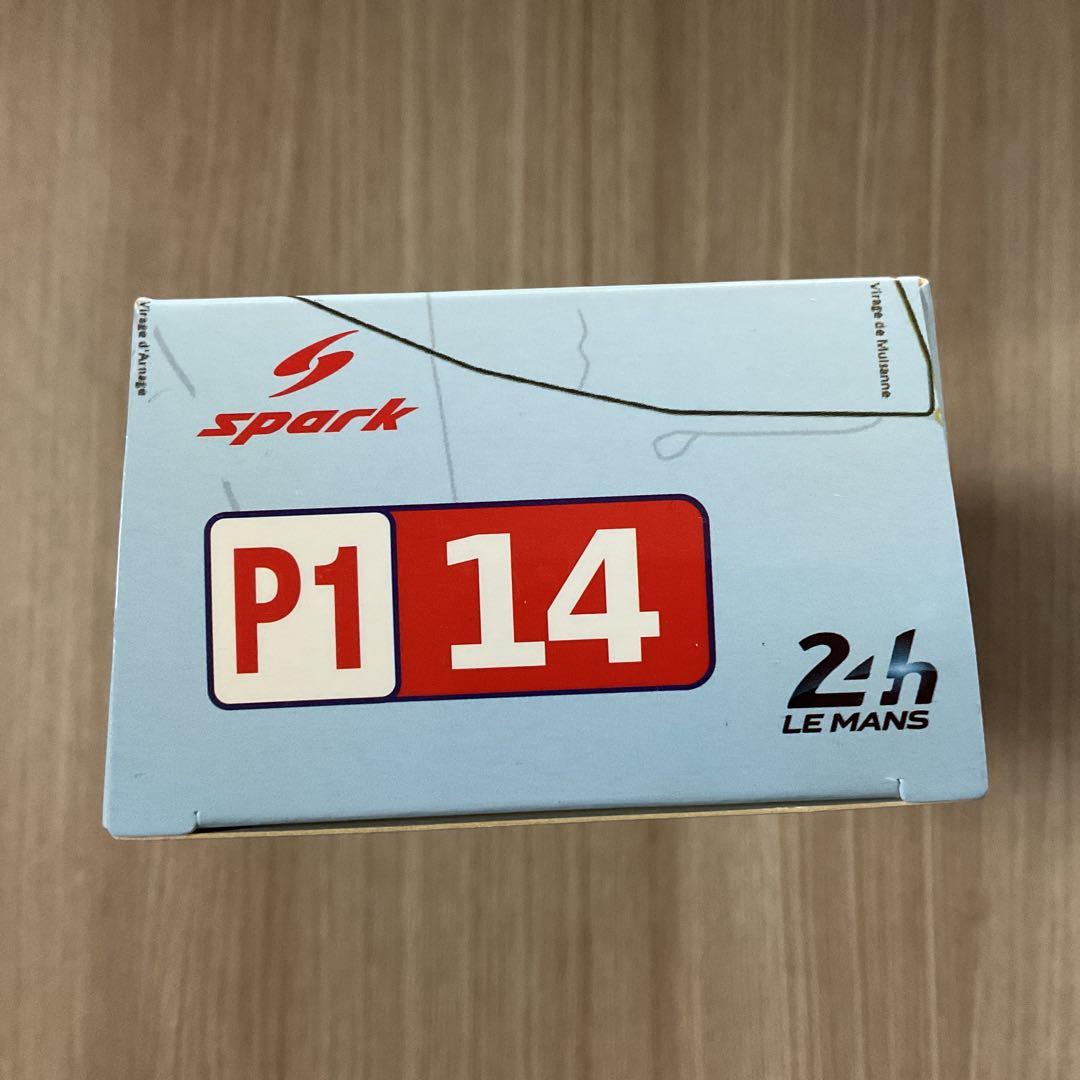 Virage d'Arnage
Virage de Mulsanne
spark
P1 14
24h
LE MANS